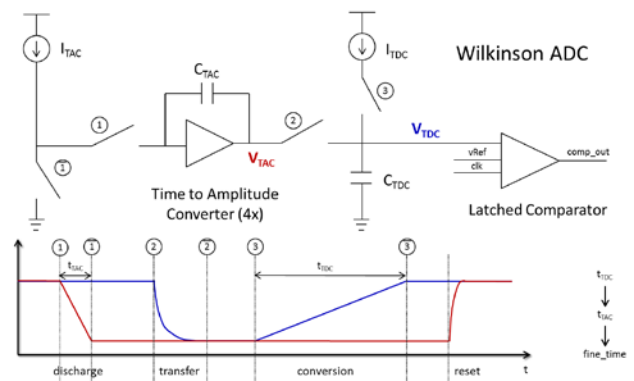 I_TAC
I_TDC
Wilkinson ADC
C_TAC
③
①
②
V_TDC
①̅
V_TAC
vRef
clk
comp_out
C_TDC
Time to Amplitude
Converter (4x)
Latched Comparator
① ①̅ ② ②̅ ③ ③̅
t_TAC
t_TDC
t_TDC
t_TAC
fine_time
discharge transfer conversion reset t